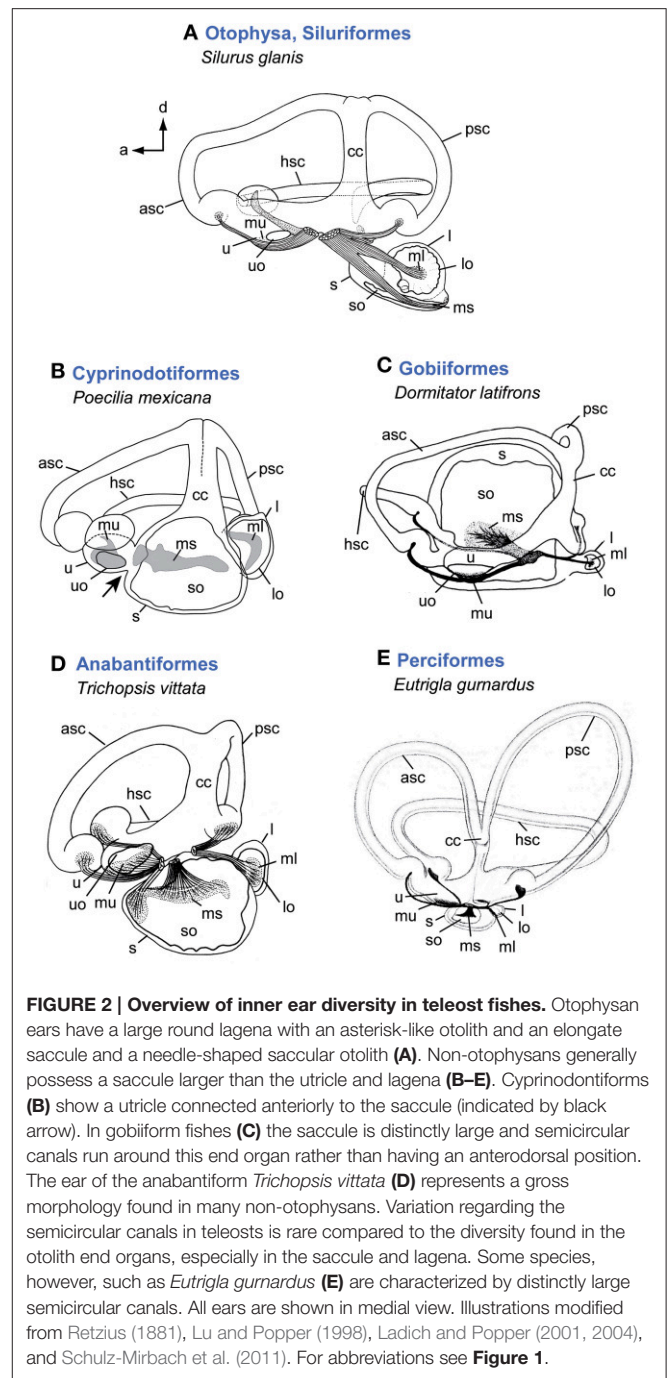 A Otophysa, Siluriformes
Silurus glanis
d
a
psc
cc
hsc
asc
mu
u
uo
l
ml
lo
s
so
ms
B Cyprinodotiformes
Poecilia mexicana
asc
hsc
cc
psc
l
mu
ms
ml
u
uo
so
lo
s
C Gobiiformes
Dormitator latifrons
psc
asc
s
cc
so
ms
hsc
u
l
ml
lo
uo
mu
D Anabantiformes
Trichopsis vittata
asc
psc
cc
hsc
l
u
uo
mu
ml
ms
lo
so
s
E Perciformes
Eutrigla gurnardus
psc
asc
hsc
cc
u
mu
s
so
ms
l
lo
ml
FIGURE 2 | Overview of inner ear diversity in teleost fishes. Otophysan
ears have a large round lagena with an asterisk-like otolith and an elongate
saccule and a needle-shaped saccular otolith (A). Non-otophysans generally
possess a saccule larger than the utricle and lagena (B–E). Cyprinodontiforms
(B) show a utricle connected anteriorly to the saccule (indicated by black
arrow). In gobiiform fishes (C) the saccule is distinctly large and semicircular
canals run around this end organ rather than having an anterodorsal position.
The ear of the anabantiform Trichopsis vittata (D) represents a gross
morphology found in many non-otophysans. Variation regarding the
semicircular canals in teleosts is rare compared to the diversity found in the
otolith end organs, especially in the saccule and lagena. Some species,
however, such as Eutrigla gurnardus (E) are characterized by distinctly large
semicircular canals. All ears are shown in medial view. Illustrations modified
from Retzius (1881), Lu and Popper (1998), Ladich and Popper (2001, 2004),
and Schulz-Mirbach et al. (2011). For abbreviations see Figure 1.